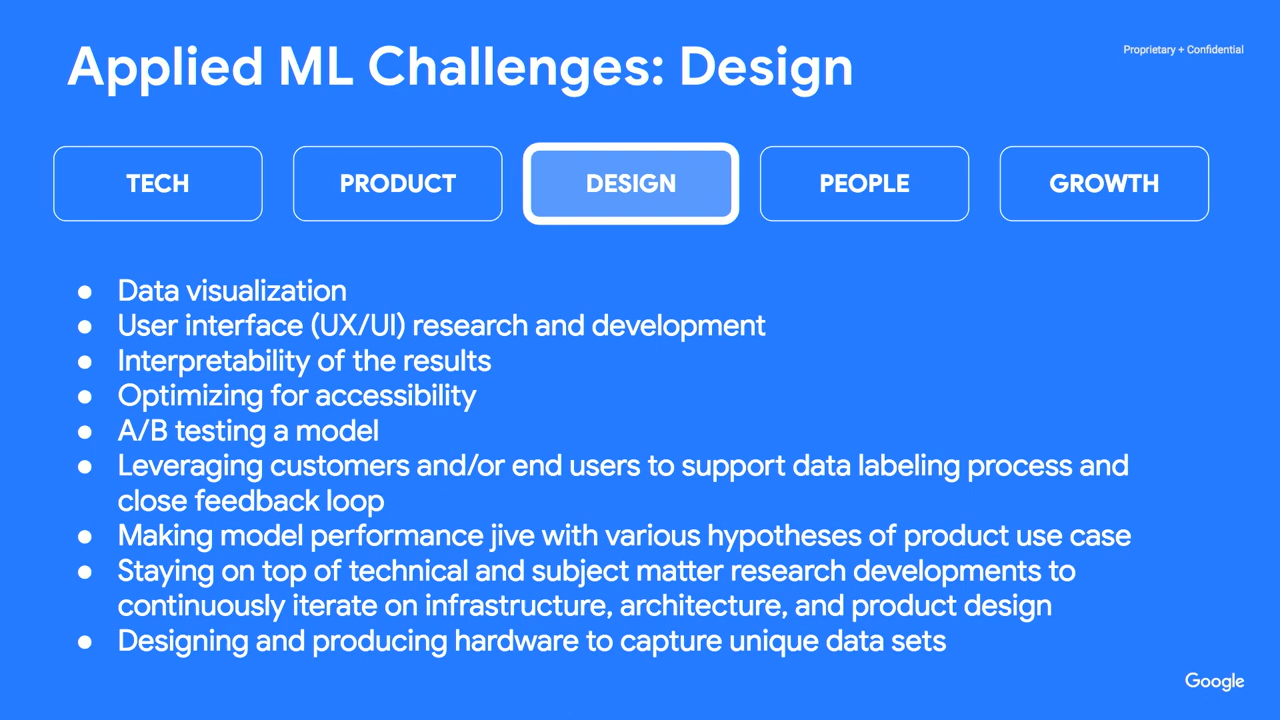 Applied ML Challenges: Design
Proprietary + Confidential
TECH
PRODUCT
DESIGN
PEOPLE
GROWTH
● Data visualization
● User interface (UX/UI) research and development
● Interpretability of the results
● Optimizing for accessibility
● A/B testing a model
● Leveraging customers and/or end users to support data labeling process and
close feedback loop
● Making model performance jive with various hypotheses of product use case
● Staying on top of technical and subject matter research developments to
continuously iterate on infrastructure, architecture, and product design
● Designing and producing hardware to capture unique data sets
Google